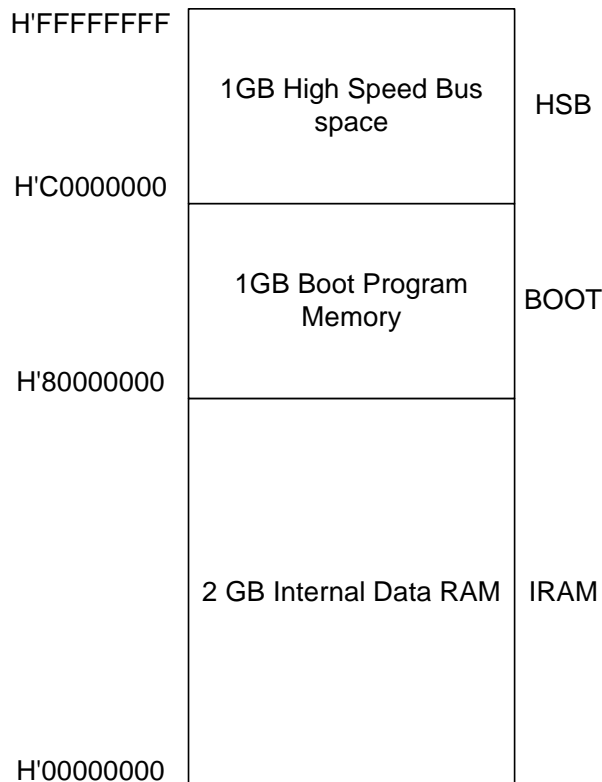 H'FFFFFFFF
1GB High Speed Bus
space
HSB
H'C0000000
1GB Boot Program
Memory
BOOT
H'80000000
2 GB Internal Data RAM
IRAM
H'00000000